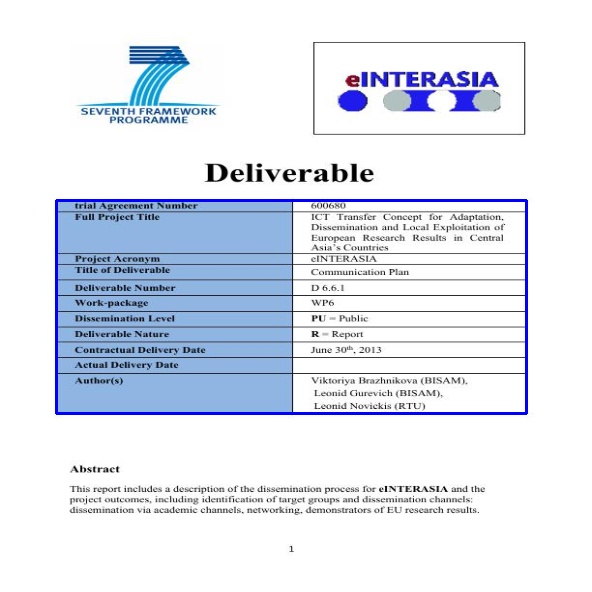 SEVENTH FRAMEWORK
PROGRAMME
eINTERASIA
Deliverable
trial Agreement Number 600680
Full Project Title ICT Transfer Concept for Adaptation,
Dissemination and Local Exploitation of
European Research Results in Central
Asia's Countries
Project Acronym eINTERASIA
Title of Deliverable Communication Plan
Deliverable Number D 6.6.1
Work-package WP6
Dissemination Level PU = Public
Deliverable Nature R = Report
Contractual Delivery Date June 30th, 2013
Actual Delivery Date
Author(s) Viktoriya Brazhnikova (BISAM),
Leonid Gurevich (BISAM),
Leonid Novickis (RTU)
Abstract
This report includes a description of the dissemination process for eINTERASIA and the
project outcomes, including identification of target groups and dissemination channels:
dissemination via academic channels, networking, demonstrators of EU research results.
1